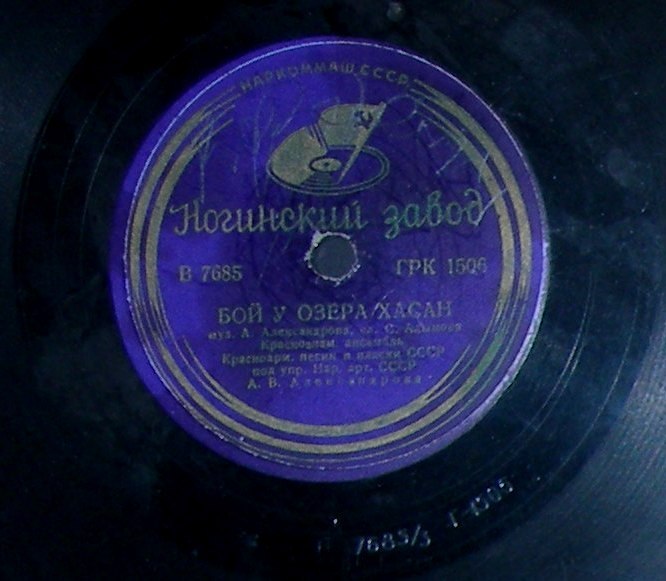 НАРКОММАШ.СССР
Ногинский завод
В 7685 ГРК 1506
БОЙ У ОЗЕРА ХАСАН
муз. А. Александрова, сл. С. Алымова
Краснознам ансамбль
Красноарм. песни и пляски СССР
под упр. Нар. арт. СССР
А. В. Александрова
7685/3 Г-1505